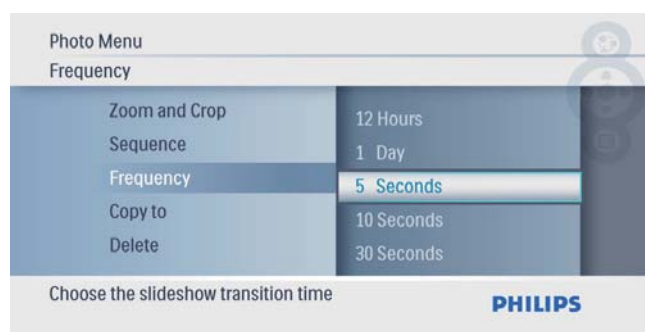 Photo Menu
Frequency
Zoom and Crop
Sequence
Frequency
Copy to
Delete
12 Hours
1 Day
5 Seconds
10 Seconds
30 Seconds
Choose the slideshow transition time
PHILIPS